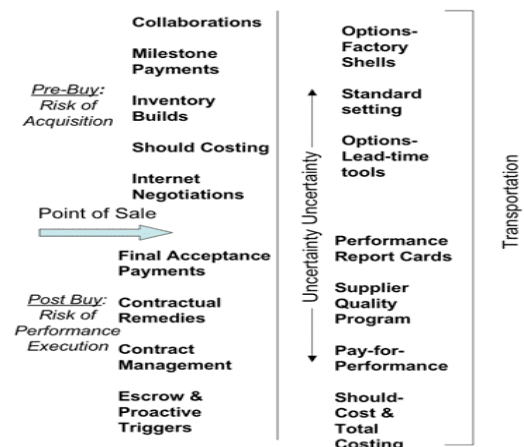 Collaborations
Milestone
Payments
Pre-Buy:
Risk of
Acquisition
Inventory
Builds
Should Costing
Internet
Negotiations
Point of Sale
Final Acceptance
Payments
Post Buy:
Risk of
Performance
Execution
Contractual
Remedies
Contract
Management
Escrow &
Proactive
Triggers
Uncertainty Uncertainty
Options-
Factory
Shells
Standard
setting
Options-
Lead-time
tools
Performance
Report Cards
Supplier
Quality
Program
Pay-for-
Performance
Should-
Cost &
Total
Costing
Transportation